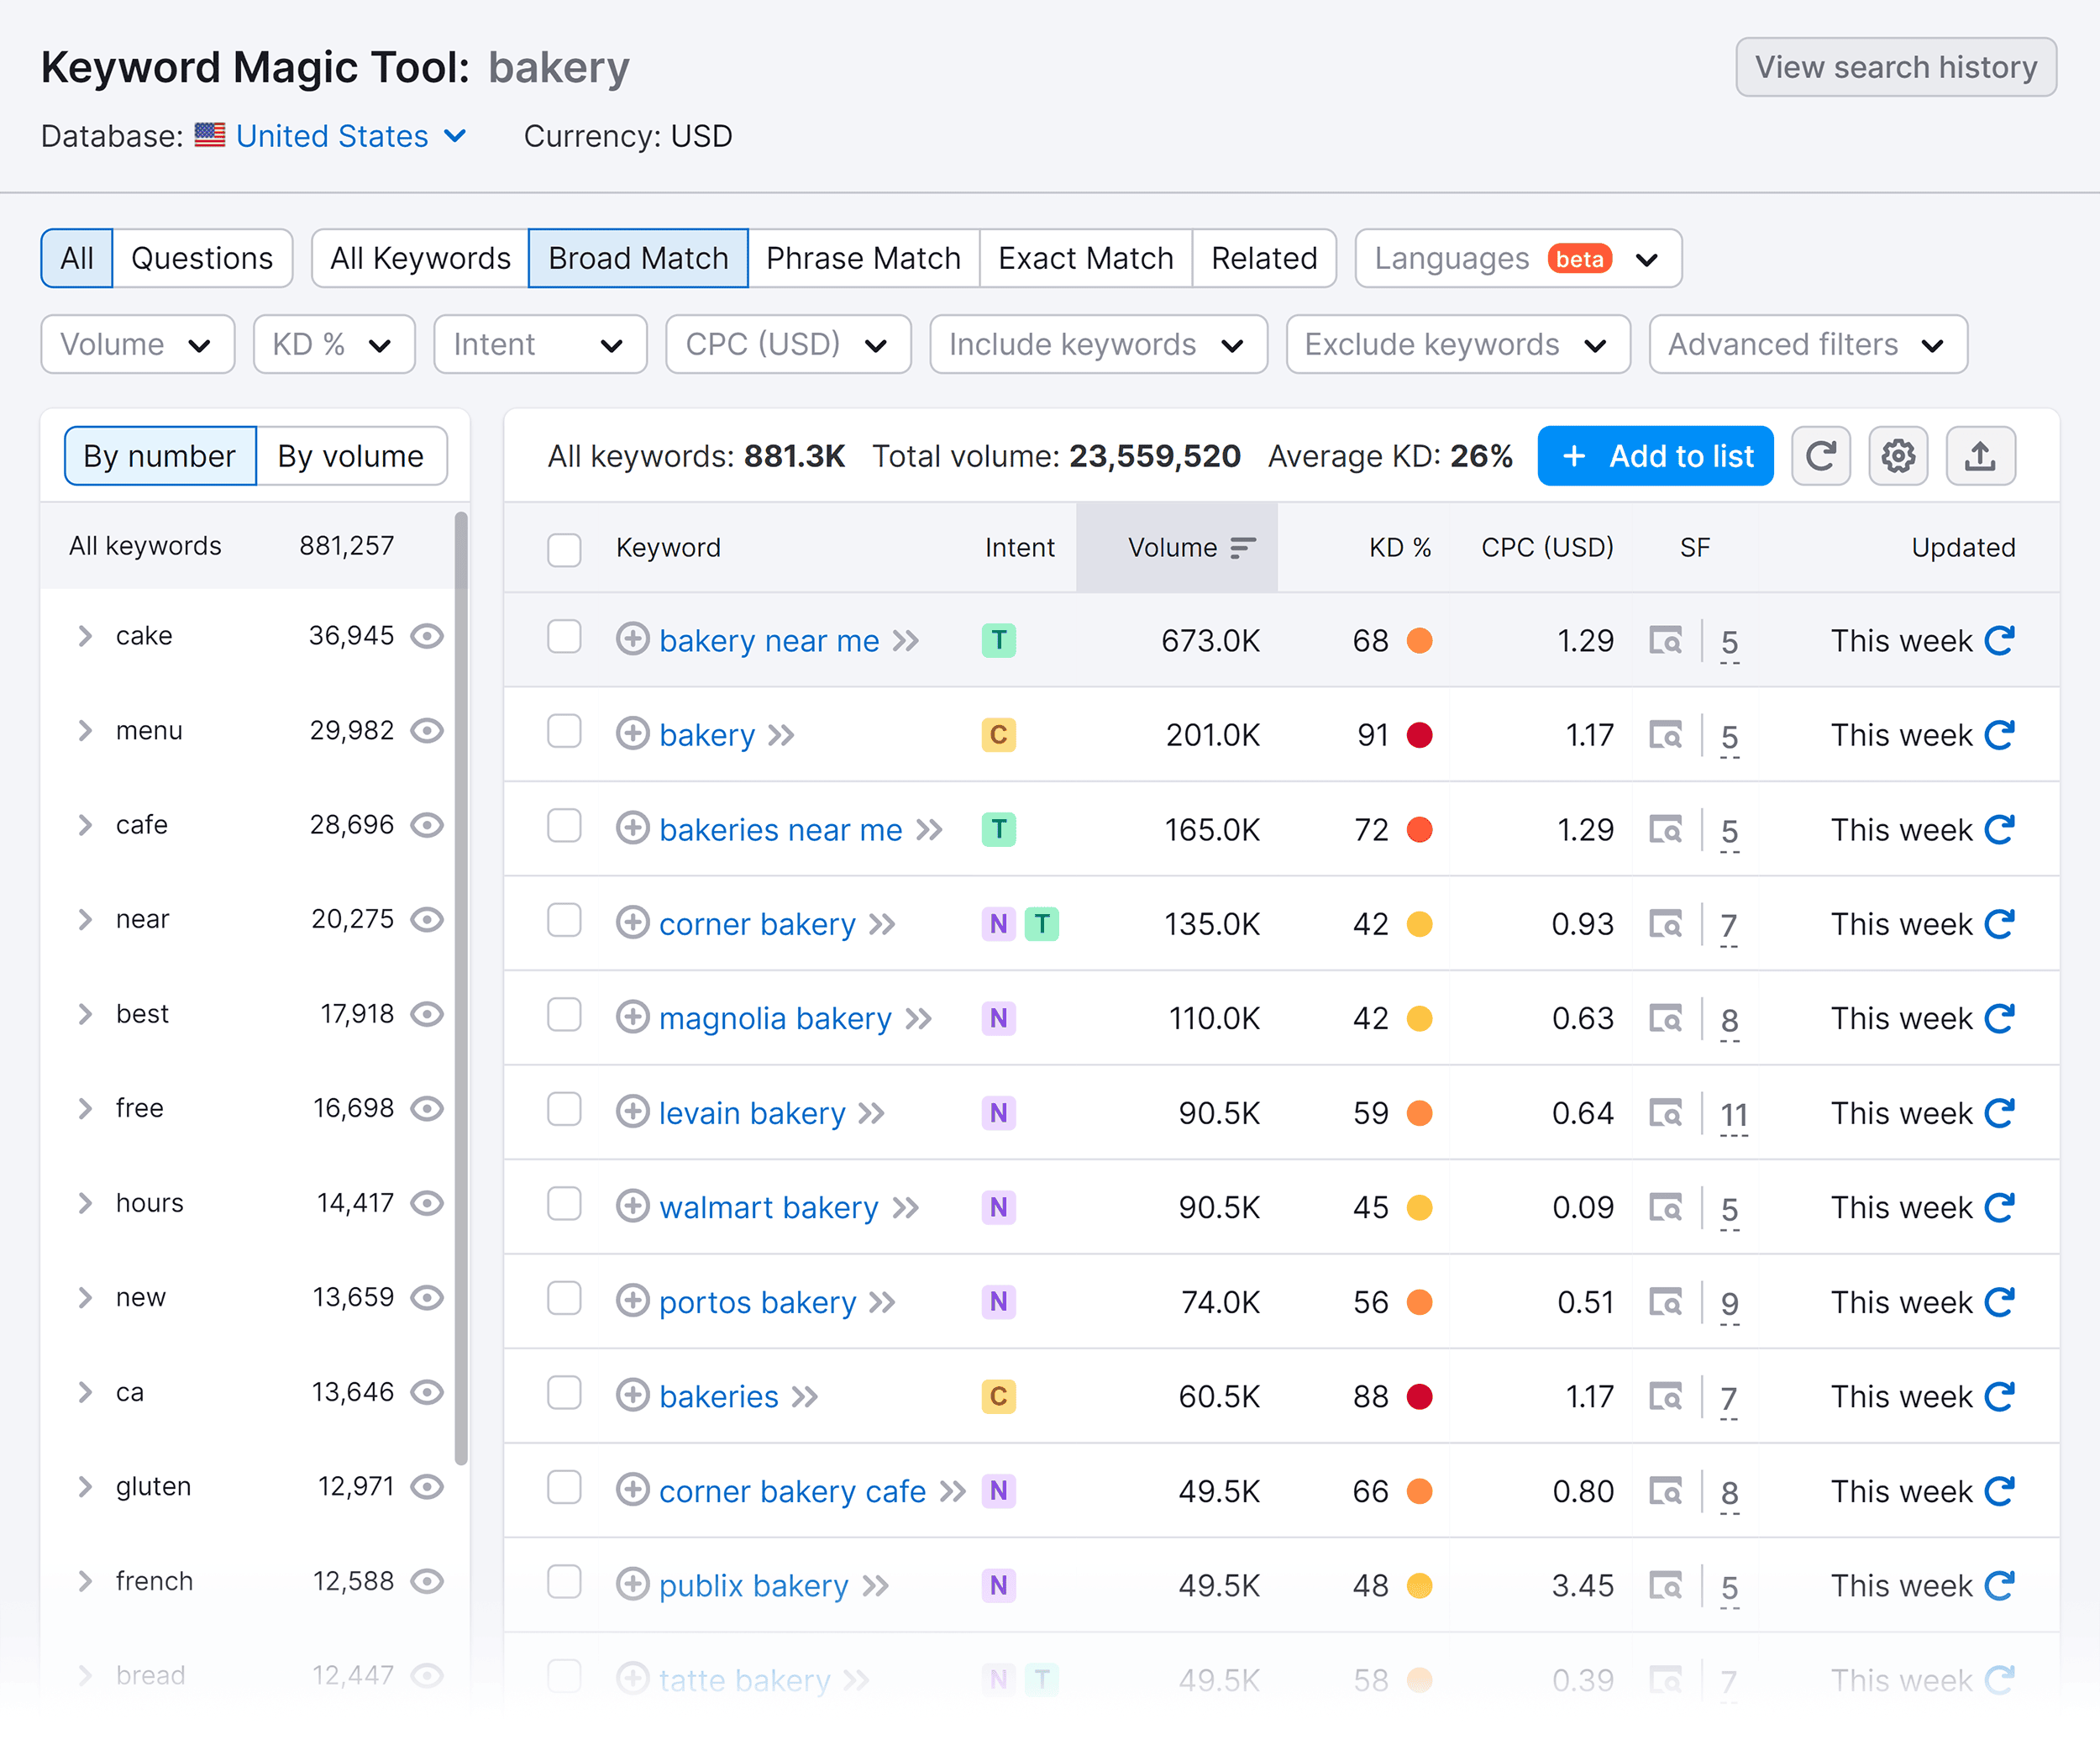 Keyword Magic Tool: bakery
View search history
Database: United States
Currency: USD
All Questions
All Keywords Broad Match Phrase Match Exact Match Related
Languages beta
Volume KD % Intent CPC (USD) Include keywords Exclude keywords Advanced filters
By number By volume
All keywords 881,257
cake 36,945
menu 29,982
cafe 28,696
near 20,275
best 17,918
free 16,698
hours 14,417
new 13,659
ca 13,646
gluten 12,971
french 12,588
bread 12,447
All keywords: 881.3K Total volume: 23,559,520 Average KD: 26%
+ Add to list
Keyword Intent Volume KD % CPC (USD) SF Updated
bakery near me T 673.0K 68 1.29 5 This week
bakery C 201.0K 91 1.17 5 This week
bakeries near me T 165.0K 72 1.29 5 This week
corner bakery N T 135.0K 42 0.93 7 This week
magnolia bakery N 110.0K 42 0.63 8 This week
levain bakery N 90.5K 59 0.64 11 This week
walmart bakery N 90.5K 45 0.09 5 This week
portos bakery N 74.0K 56 0.51 9 This week
bakeries C 60.5K 88 1.17 7 This week
corner bakery cafe N 49.5K 66 0.80 8 This week
publix bakery N 49.5K 48 3.45 5 This week
tatte bakery N T 49.5K 58 0.39 7 This week